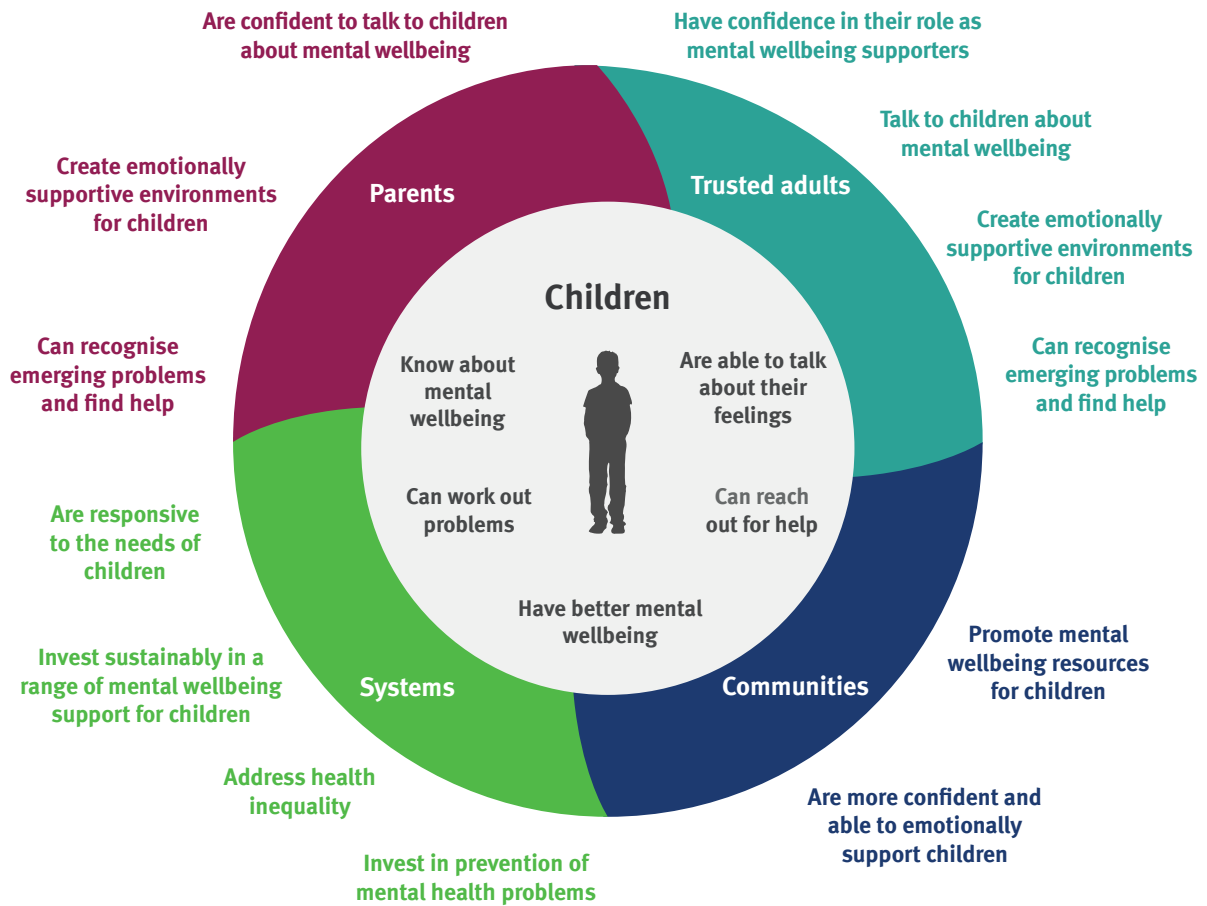 Are confident to talk to children
about mental wellbeing
Create emotionally
supportive environments
for children
Can recognise
emerging problems
and find help
Parents
Have confidence in their role as
mental wellbeing supporters
Talk to children about
mental wellbeing
Create emotionally
supportive environments
for children
Can recognise
emerging problems
and find help
Trusted adults
Children
Know about
mental
wellbeing
Are able to talk
about their
feelings
Can work out
problems
Can reach
out for help
Have better mental
wellbeing
Are responsive
to the needs of
children
Invest sustainably in a
range of mental wellbeing
support for children
Address health
inequality
Invest in prevention of
mental health problems
Systems
Communities
Promote mental
wellbeing resources
for children
Are more confident and
able to emotionally
support children